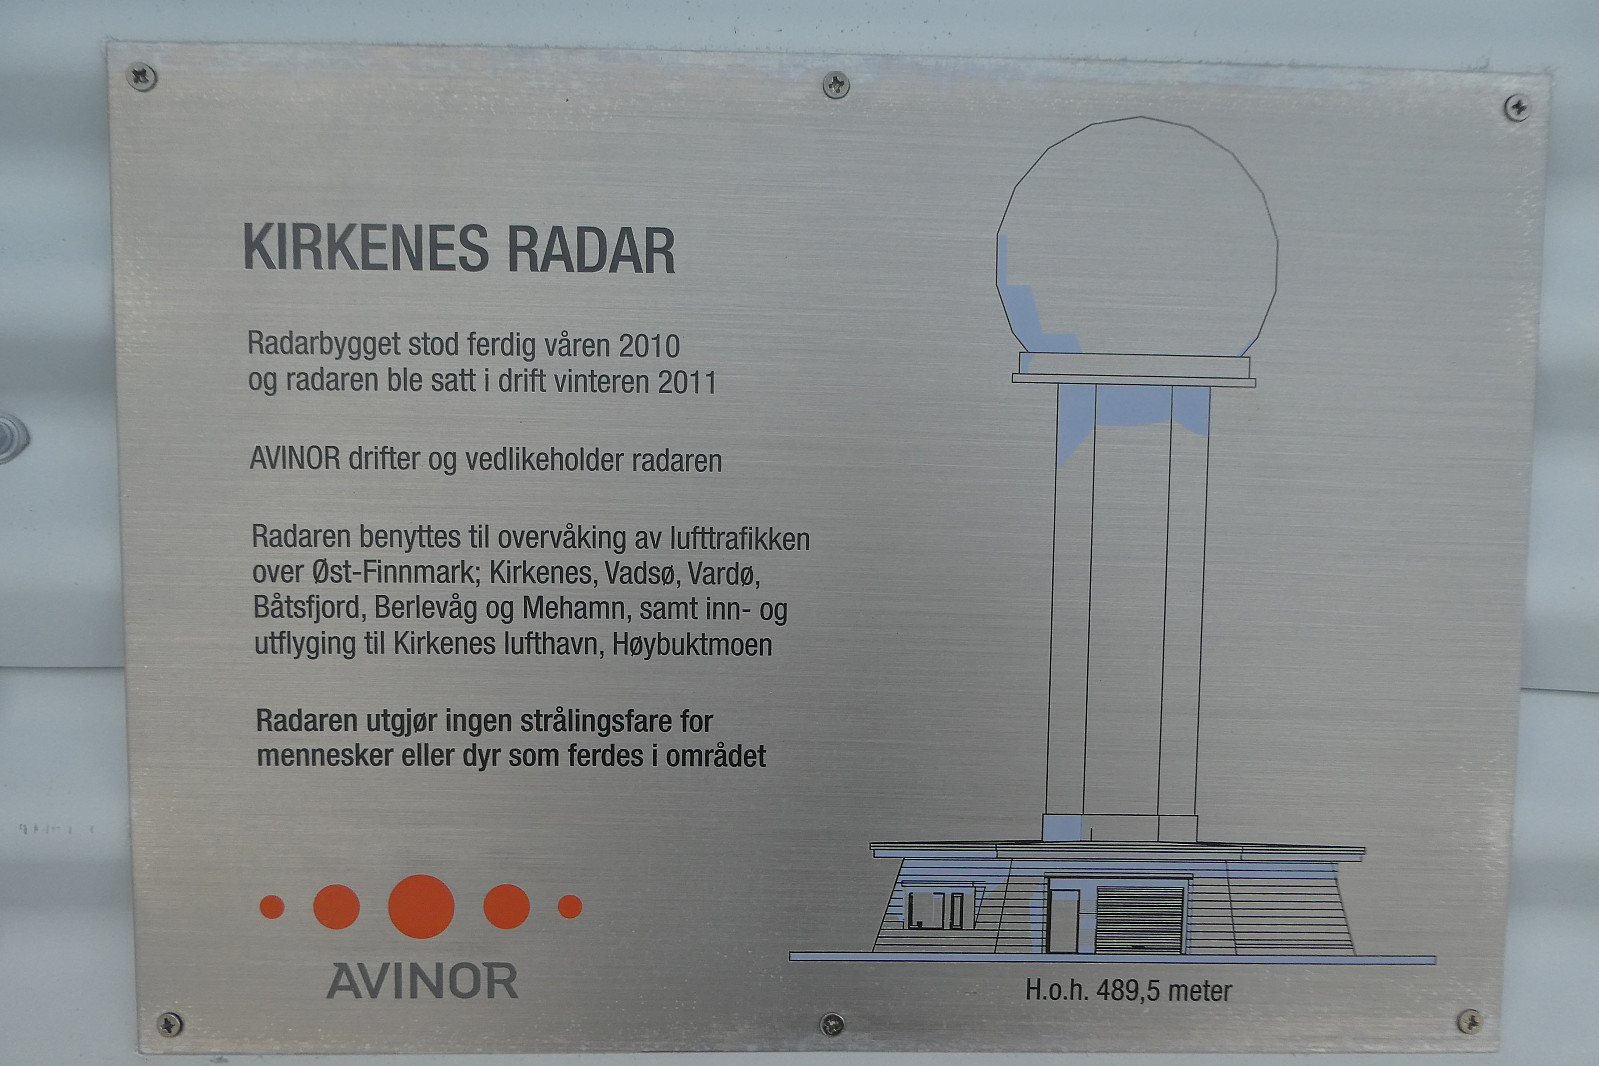 KIRKENES RADAR
Radarbygget stod ferdig våren 2010
og radaren ble satt i drift vinteren 2011
AVINOR drifter og vedlikeholder radaren
Radaren benyttes til overvåking av lufttrafikken
over Øst-Finnmark; Kirkenes, Vadsø, Vardø,
Båtsfjord, Berlevåg og Mehamn, samt inn- og
utflyging til Kirkenes lufthavn, Høybuktmoen
Radaren utgjør ingen strålingsfare for
mennesker eller dyr som ferdes i området
AVINOR
H.o.h. 489,5 meter